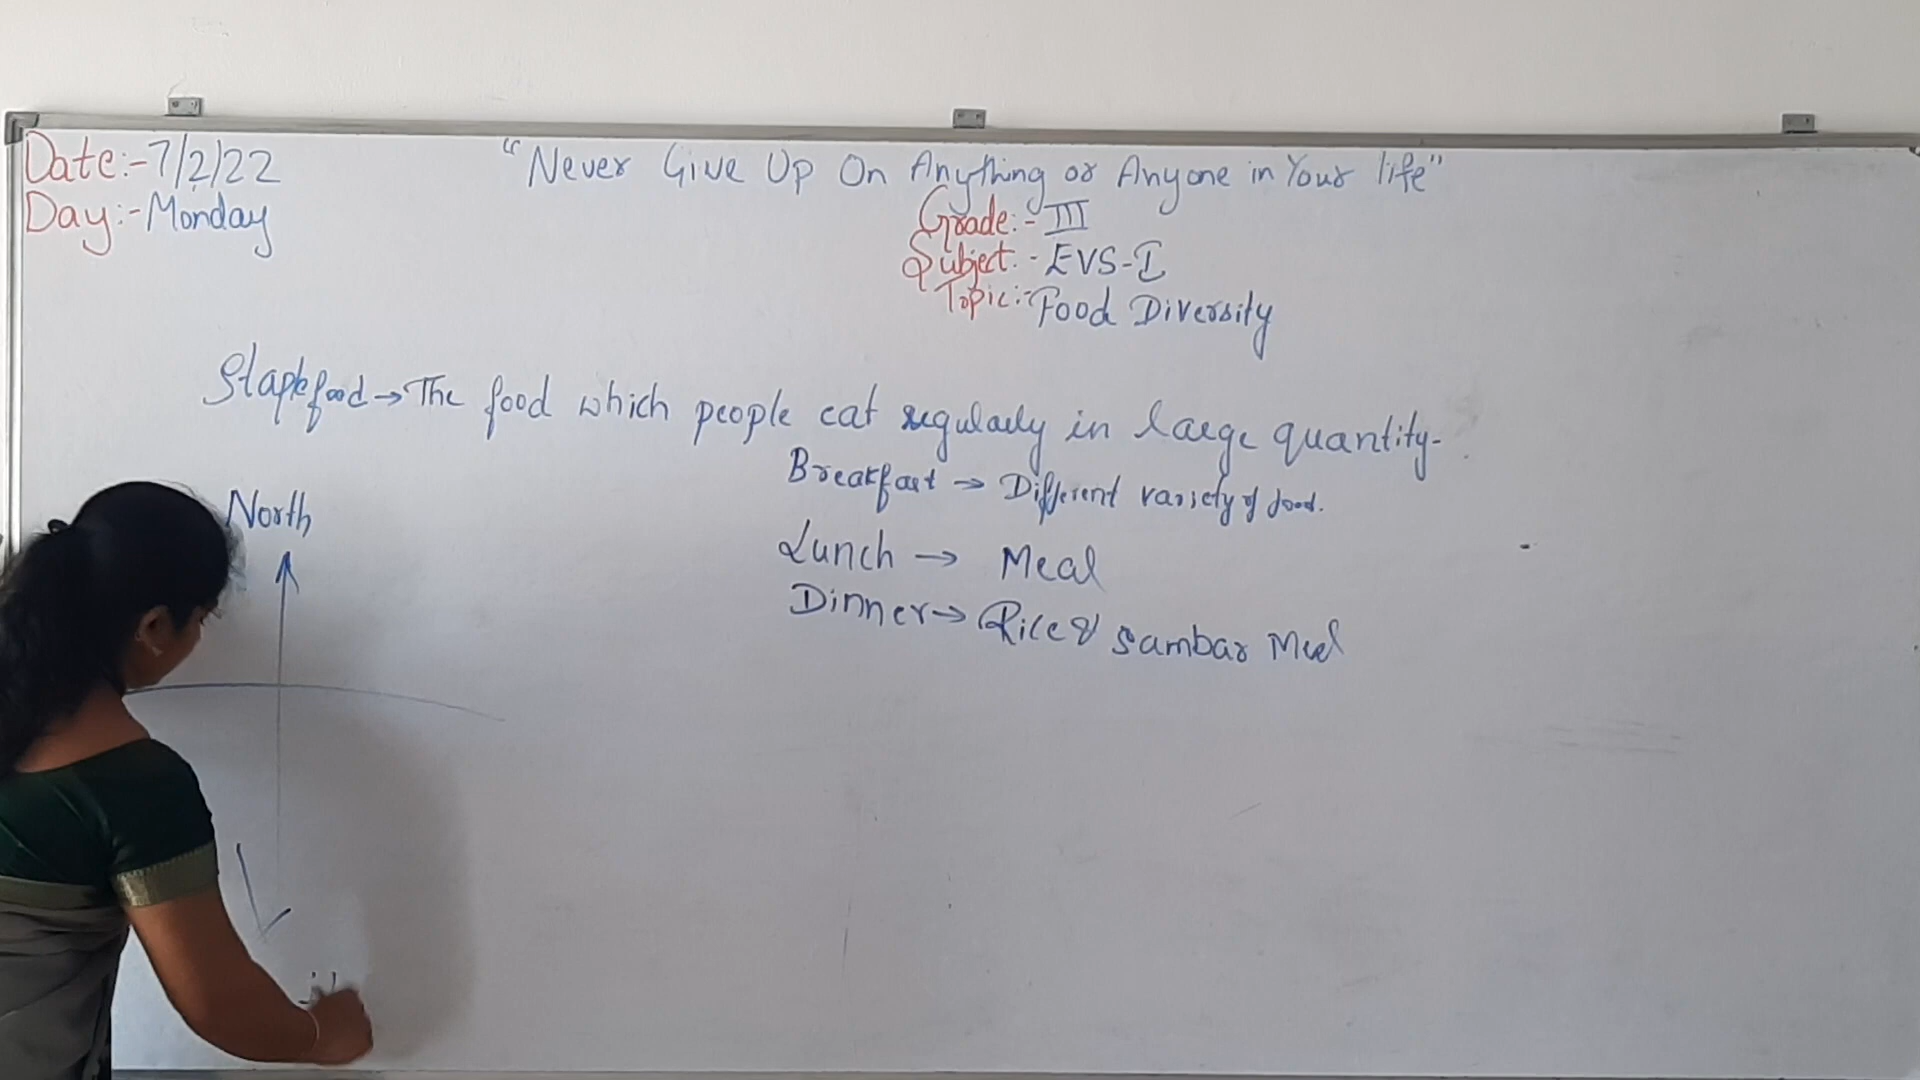 Date:-7/2/22
"Never Give Up On Anything or Anyone in Your life"
Day:-Monday
Grade:-III
Subject:-EVS-I
Topic:-Food Diversity
Staple food→The food which people eat regularly in large quantity.
Breakfast → Different variety of food.
North
Lunch → Meal
Dinner→ Rice & Sambar Meal